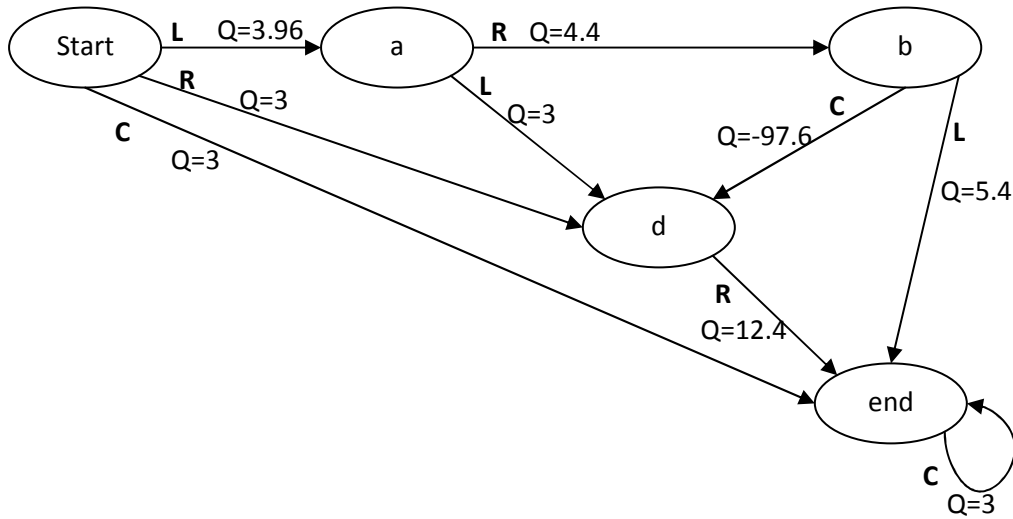 Start
L
Q=3.96
a
R
Q=4.4
b
R
Q=3
L
Q=3
C
Q=-97.6
L
C
Q=3
Q=5.4
d
R
Q=12.4
end
C
Q=3